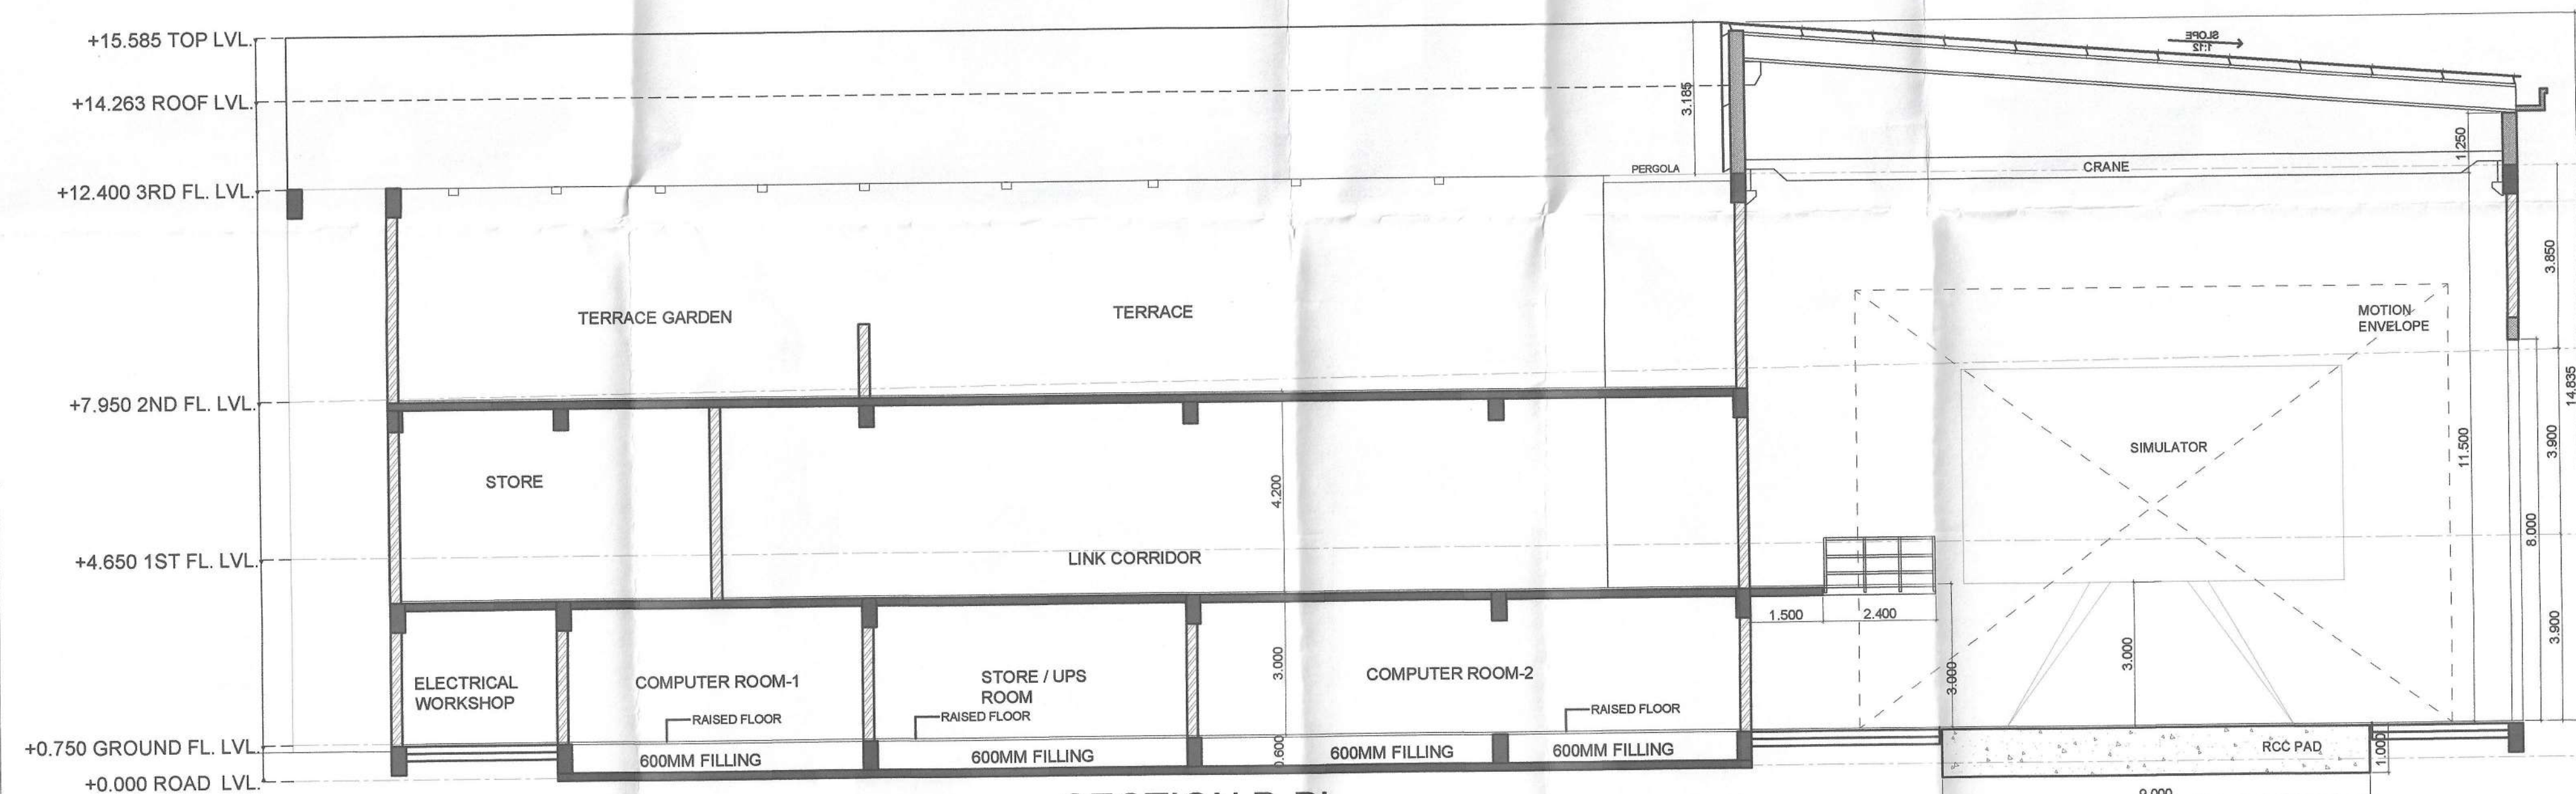 +15.585 TOP LVL.
+14.263 ROOF LVL.
+12.400 3RD FL. LVL.
+7.950 2ND FL. LVL.
+4.650 1ST FL. LVL.
+0.750 GROUND FL. LVL.
+0.000 ROAD LVL.
SLOPE
1:12
3.185
1.250
PERGOLA
CRANE
TERRACE GARDEN
TERRACE
MOTION
ENVELOPE
3.850
14.835
STORE
4.200
SIMULATOR
11.500
3.900
8.000
LINK CORRIDOR
1.500
2.400
ELECTRICAL
WORKSHOP
COMPUTER ROOM-1
STORE / UPS
ROOM
3.000
COMPUTER ROOM-2
3.000
3.000
3.900
RAISED FLOOR
RAISED FLOOR
RAISED FLOOR
600MM FILLING
600MM FILLING
0.600
600MM FILLING
600MM FILLING
RCC PAD
1.000